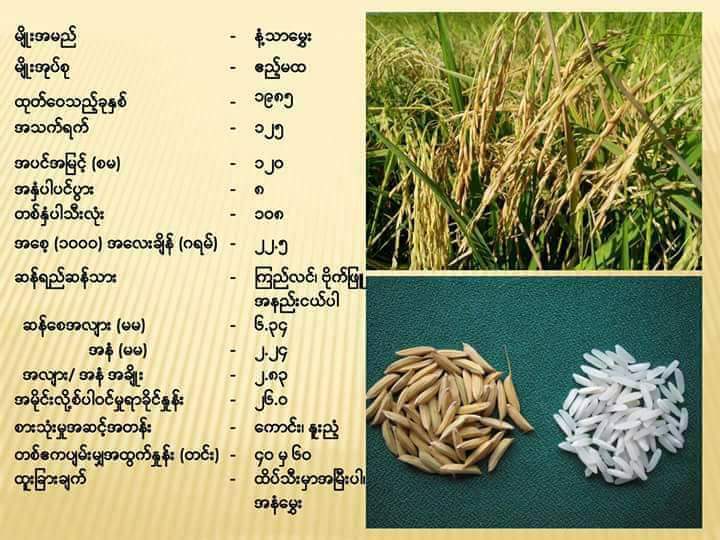 မျိုးအမည် - နံ့သာမွှေး
မျိုးအုပ်စု - ဧည့်မထ
ထုတ်ဝေသည့်ခုနှစ် - ၁၉၈၅
အသက်ရက် - ၁၂၅
အပင်အမြင့် (စမ) - ၁၂၀
အနှံပါပင်ပွား - ၈
တစ်နှံပါသီးလုံး - ၁၀၈
အစေ့ (၁၀၀၀) အလေးချိန် (ဂရမ်) - ၂၂.၅
ဆန်ရည်ဆန်သား - ကြည်လင်၊ ဗိုက်ဖြူ
အနည်းငယ်ပါ
ဆန်စေအလျား (မမ) - ၆.၃၄
အနံ (မမ) - ၂.၂၄
အလျား/ အနံ အချိုး - ၂.၈၃
အမိုင်းလို့စ်ပါဝင်မှုရာခိုင်နှုန်း - ၂၆.၀
စားသုံးမှုအဆင့်အတန်း - ကောင်း၊ နူးညံ့
တစ်ဧကပျမ်းမျှအထွက်နှုန်း (တင်း) - ၄၀ မှ ၆၀
ထူးခြားချက် - ထိပ်သီးမှာအမြီးပါ၊
အနံမွှေး